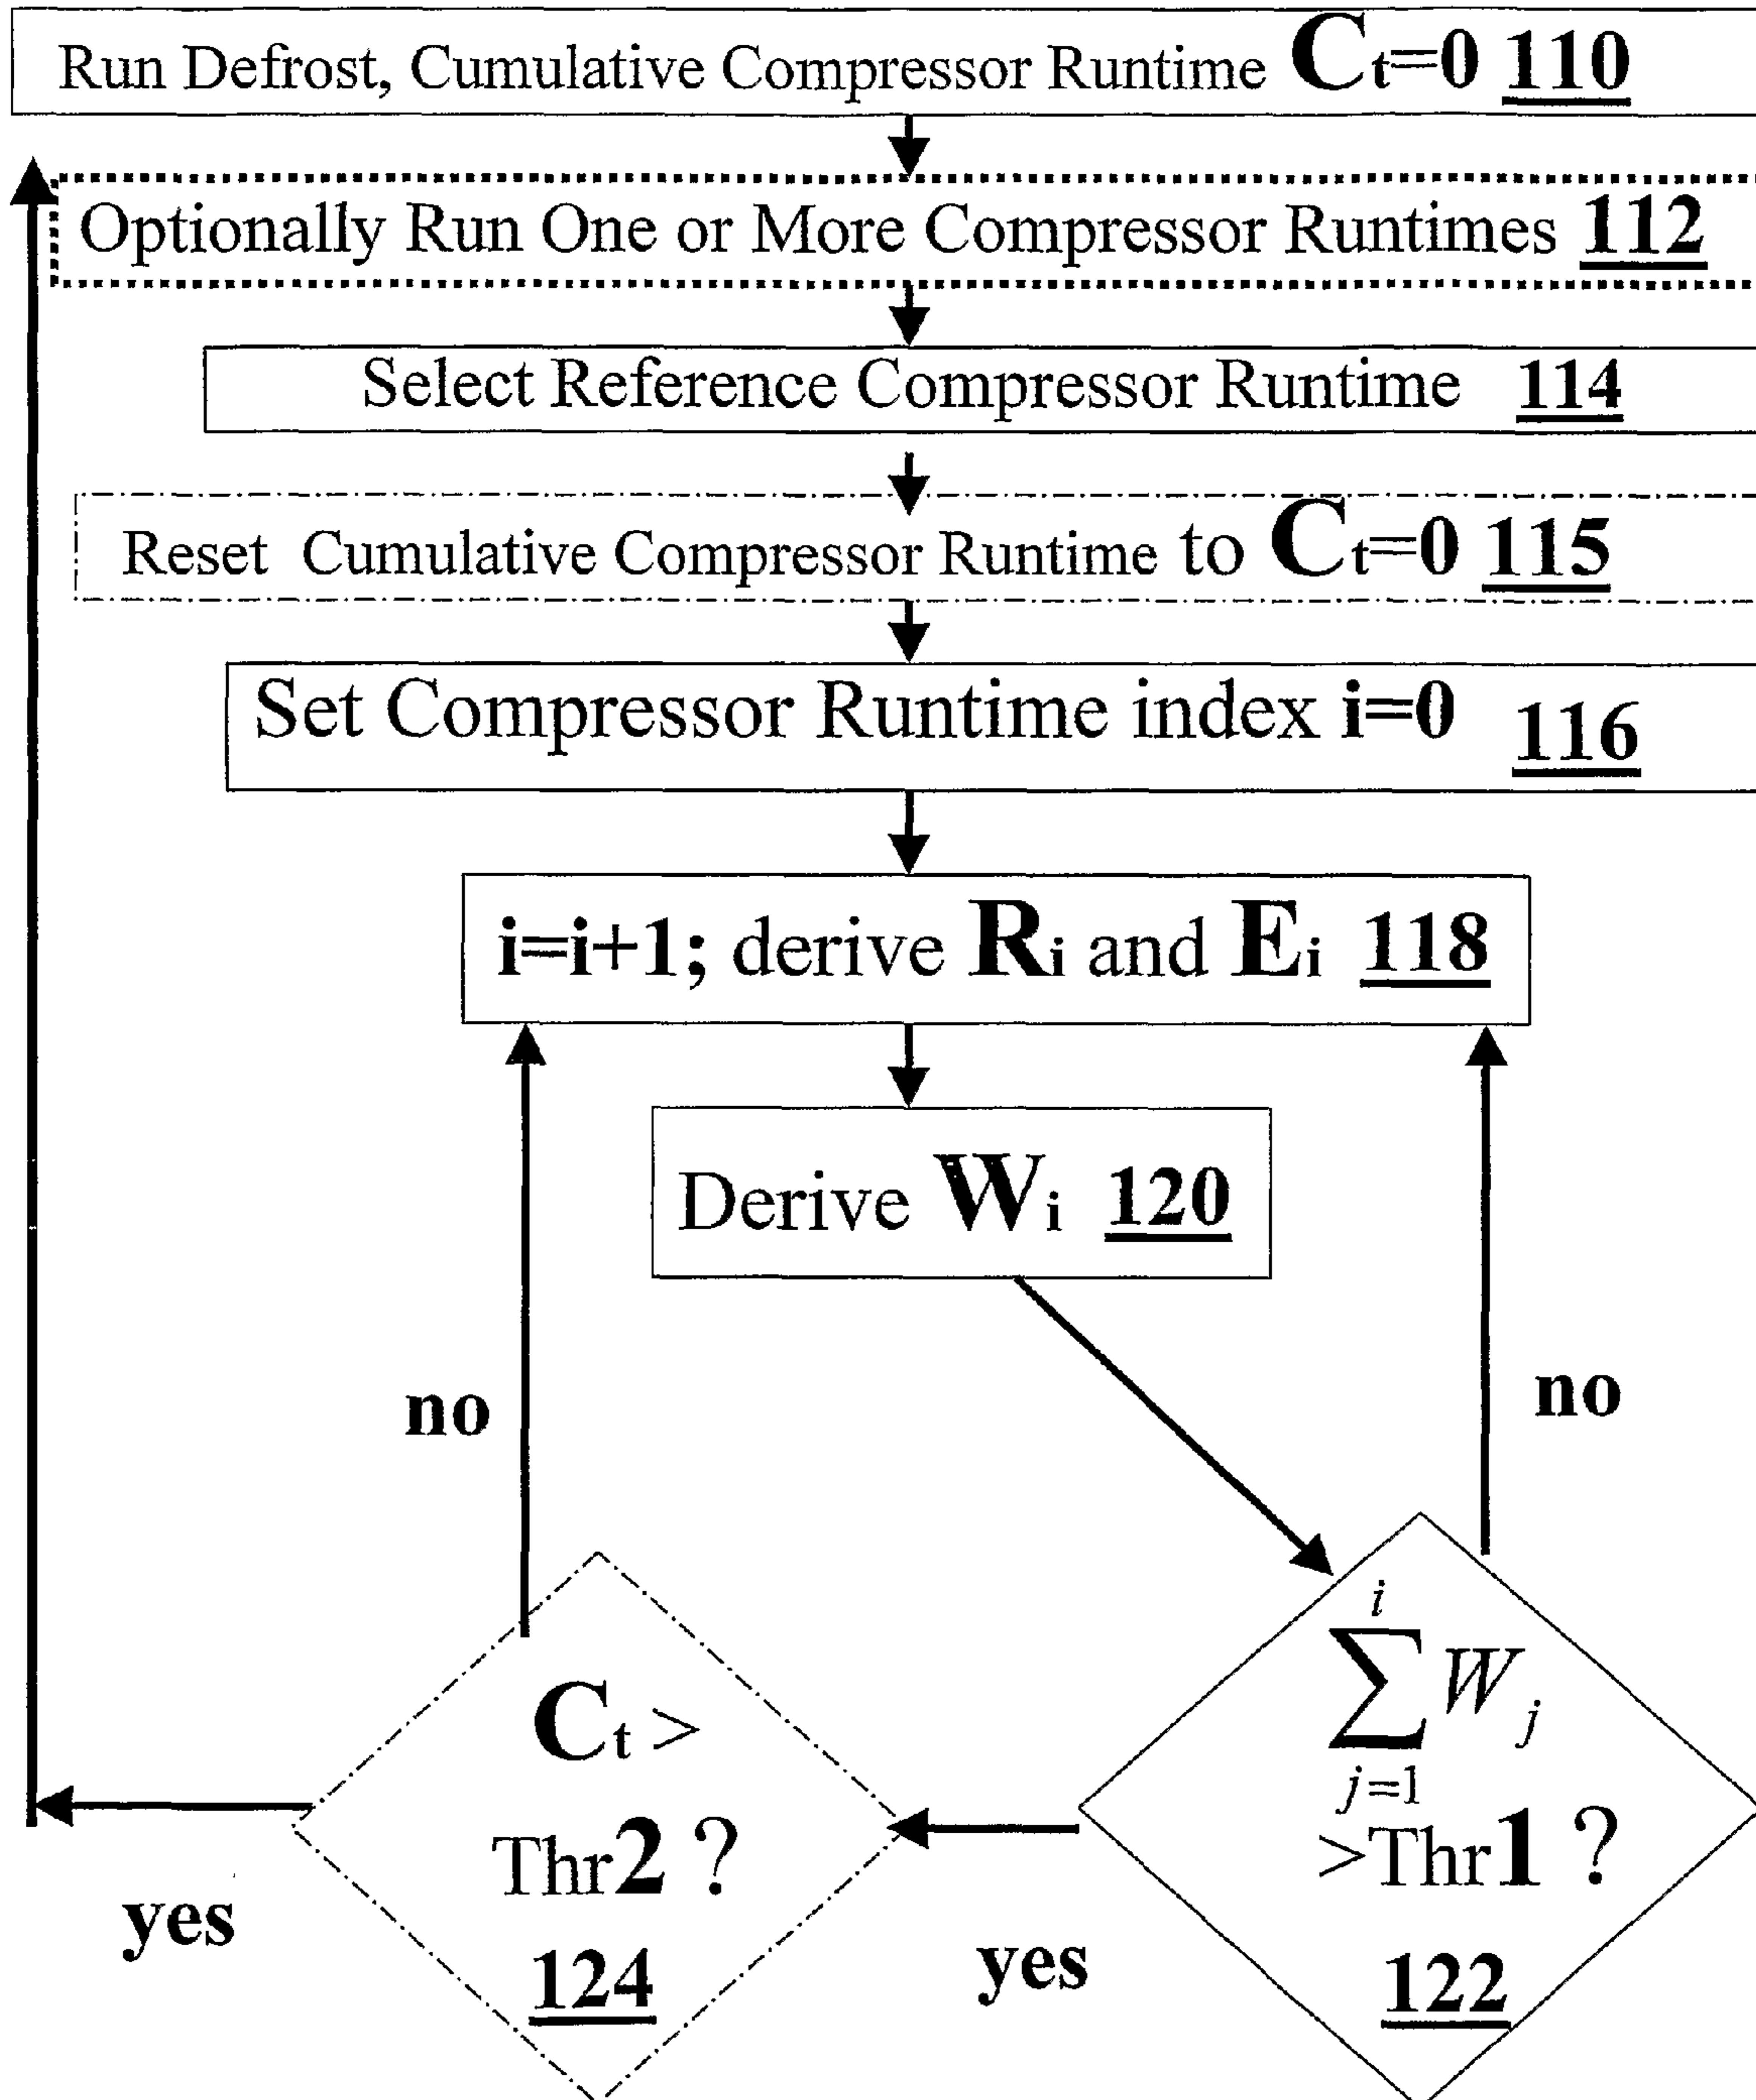 Run Defrost, Cumulative Compressor Runtime Ct=0 110
Optionally Run One or More Compressor Runtimes 112
Select Reference Compressor Runtime 114
Reset Cumulative Compressor Runtime to Ct=0 115
Set Compressor Runtime index i=0 116
i=i+1; derive Ri and Ei 118
Derive Wi 120
no
no
i
∑Wj
j=1
>Thr1 ?
122
yes
Ct >
Thr2 ?
124
yes